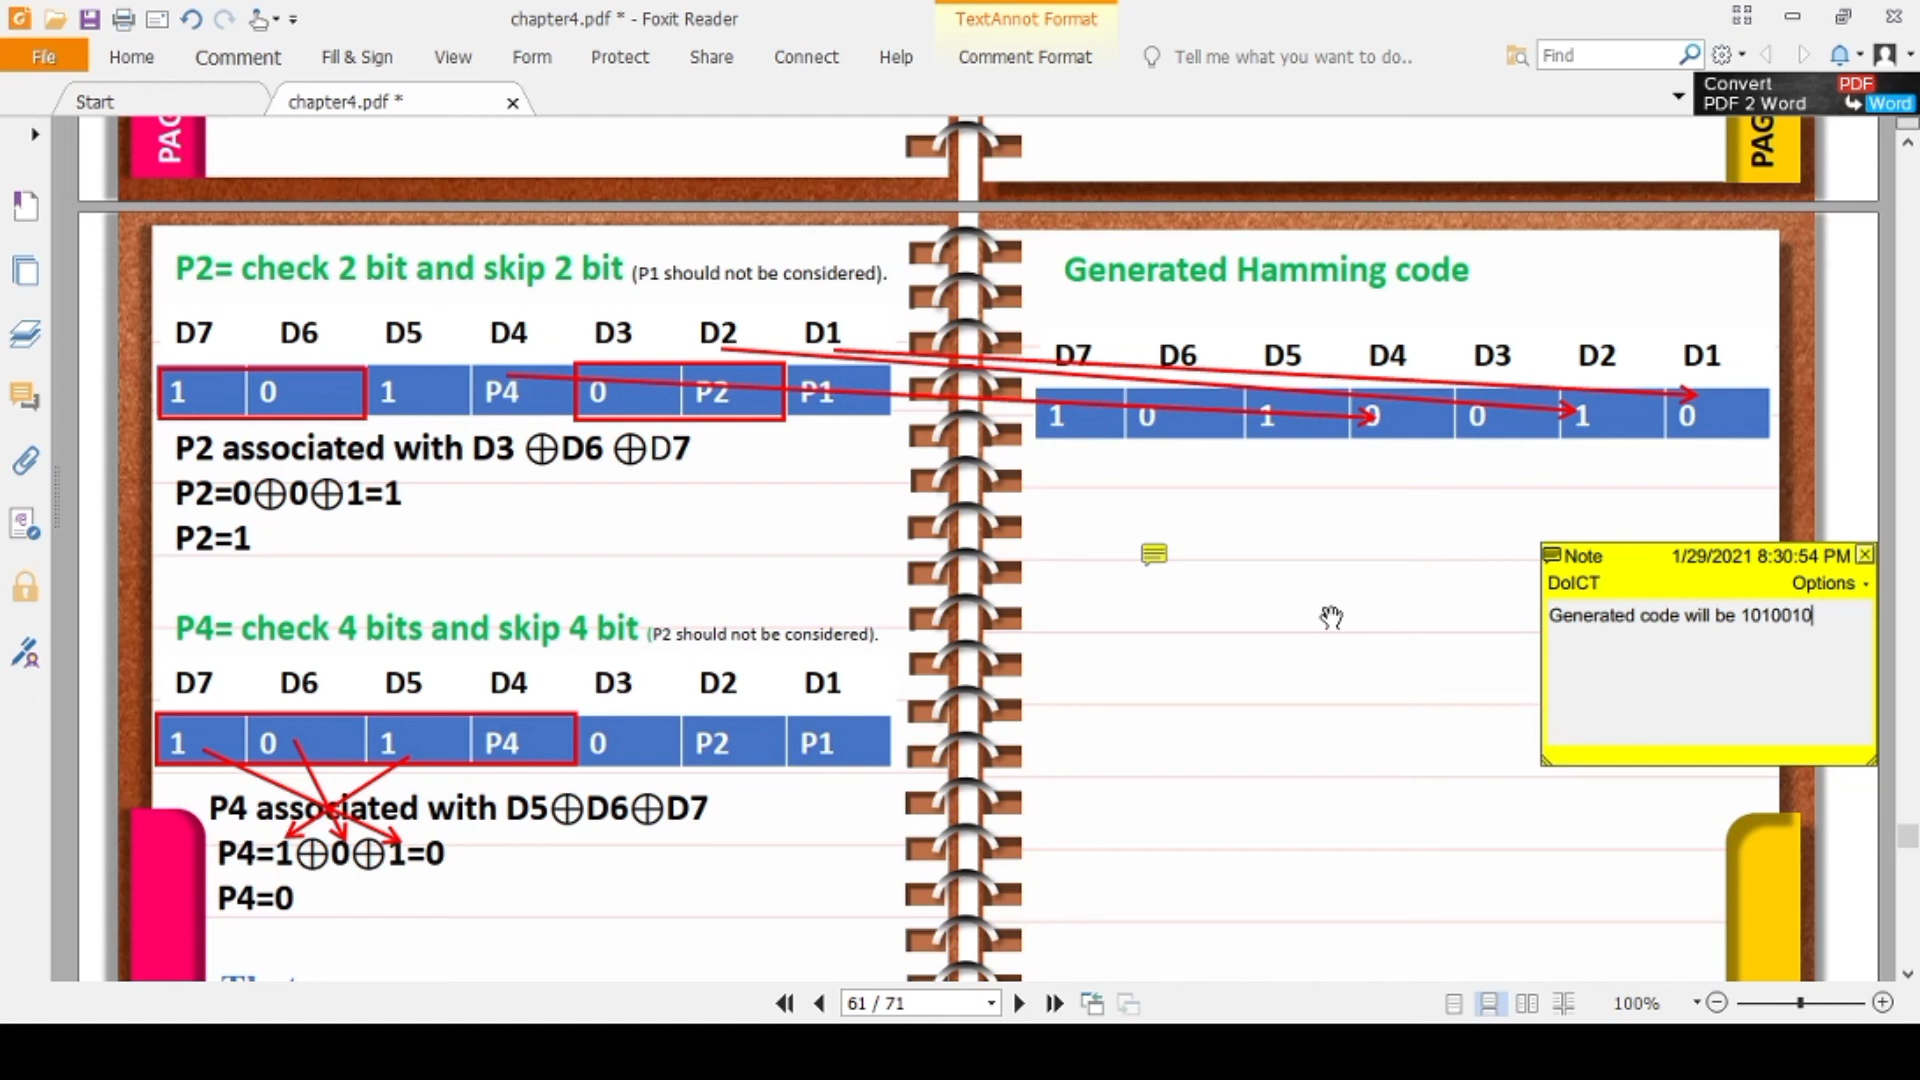 chapter4.pdf * - Foxit Reader
TextAnnot Format
File
Home
Comment
Fill & Sign
View
Form
Protect
Share
Connect
Help
Comment Format
Tell me what you want to do..
Find
Start
chapter4.pdf *
Convert PDF
PDF 2 Word Word
PAG
PAG
P2= check 2 bit and skip 2 bit (P1 should not be considered).
D7 D6 D5 D4 D3 D2 D1
1 0 1 P4 0 P2 P1
P2 associated with D3 ⊕D6 ⊕D7
P2=0⊕0⊕1=1
P2=1
P4= check 4 bits and skip 4 bit (P2 should not be considered).
D7 D6 D5 D4 D3 D2 D1
1 0 1 P4 0 P2 P1
P4 associated with D5⊕D6⊕D7
P4=1⊕0⊕1=0
P4=0
Generated Hamming code
D7 D6 D5 D4 D3 D2 D1
1 0 1 0 0 1 0
Note 1/29/2021 8:30:54 PM
DoICT Options
Generated code will be 1010010
61 / 71
100%